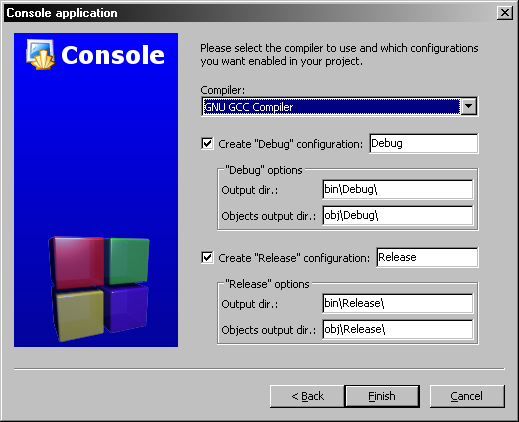 Console application
Console
Please select the compiler to use and which configurations
you want enabled in your project.
Compiler:
GNU GCC Compiler
Create "Debug" configuration: Debug
"Debug" options
Output dir.: bin\Debug\
Objects output dir.: obj\Debug\
Create "Release" configuration: Release
"Release" options
Output dir.: bin\Release\
Objects output dir.: obj\Release\
< Back Finish Cancel